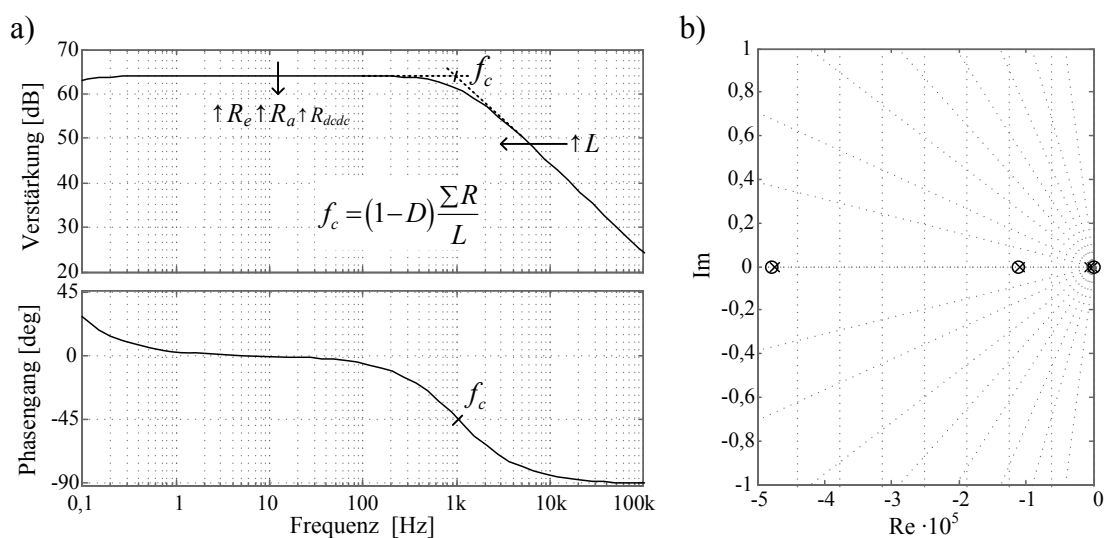 a)
70
60
50
40
30
20
Verstärkung [dB]
f_c
↑R_e ↑R_a ↑R_dcdc
↑L
f_c = (1−D) ΣR / L
45
0
-45
-90
Phasengang [deg]
f_c
0,1 1 10 100 1k 10k 100k
Frequenz [Hz]
b)
1
0,8
0,6
0,4
0,2
0
-0,2
-0,4
-0,6
-0,8
-1
Im
-5 -4 -3 -2 -1 0
Re ·10^5